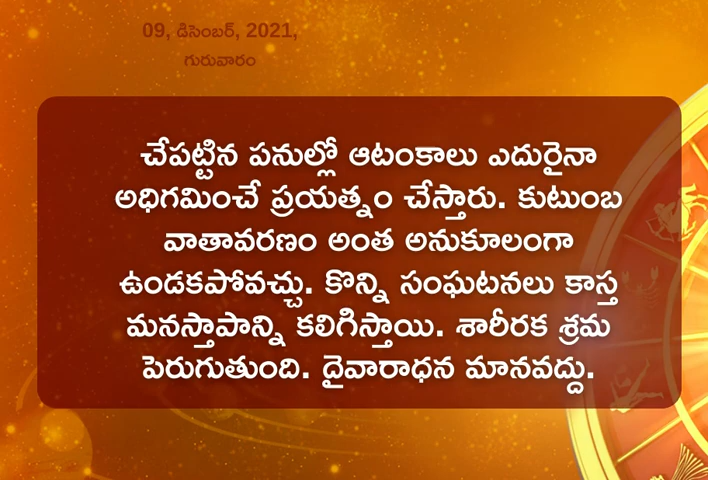 09, డిసెంబర్, 2021,
గురువారం
చేపట్టిన పనుల్లో ఆటంకాలు ఎదురైనా
అధిగమించే ప్రయత్నం చేస్తారు. కుటుంబ
వాతావరణం అంత అనుకూలంగా
ఉండకపోవచ్చు. కొన్ని సంఘటనలు కాస్త
మనస్తాపాన్ని కలిగిస్తాయి. శారీరక శ్రమ
పెరుగుతుంది. దైవారాధన మానవద్దు.